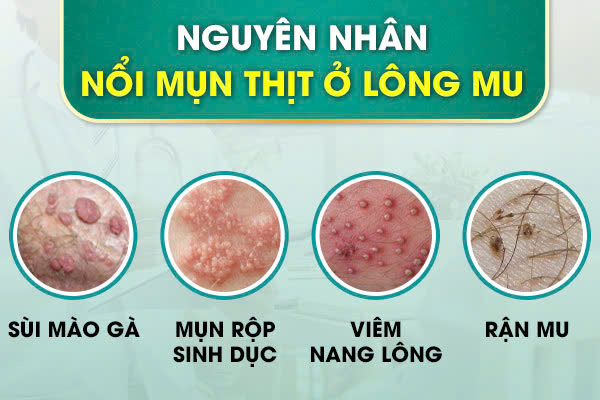 NGUYÊN NHÂN
NỔI MỤN THỊT Ở LÔNG MU
SÙI MÀO GÀ
MỤN RỘP
SINH DỤC
VIÊM
NANG LÔNG
RẬN MU